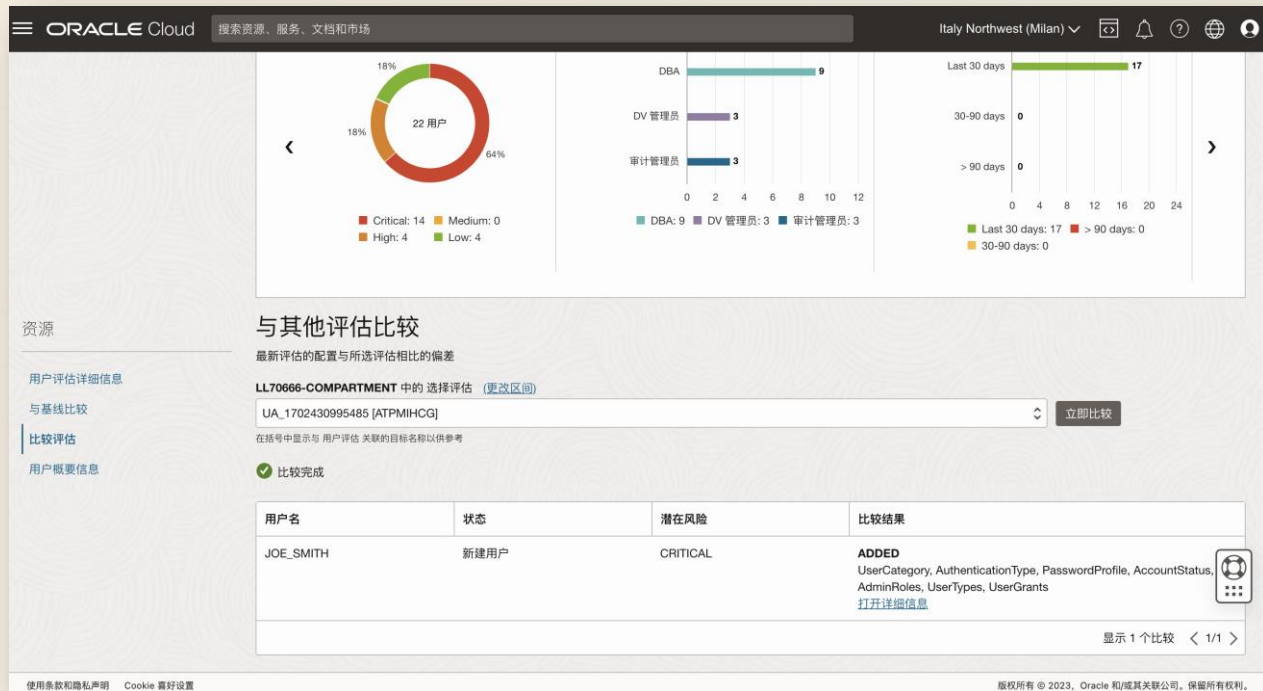 ORACLE Cloud
搜索资源、服务、文档和市场
Italy Northwest (Milan)
18%
18%
64%
22 用户
Critical: 14 Medium: 0
High: 4 Low: 4
DBA 9
DV 管理员 3
审计管理员 3
0 2 4 6 8 10 12
DBA: 9 DV 管理员: 3 审计管理员: 3
Last 30 days 17
30-90 days 0
> 90 days 0
0 4 8 12 16 20 24
Last 30 days: 17 > 90 days: 0
30-90 days: 0
资源
用户评估详细信息
与基线比较
比较评估
用户概要信息
与其他评估比较
最新评估的配置与所选评估相比的偏差
LL70666-COMPARTMENT 中的 选择评估 (更改区间)
UA_1702430995485 [ATPMIHCG]
立即比较
在括号中显示与 用户评估 关联的目标名称以供参考
比较完成
用户名 状态 潜在风险 比较结果
JOE_SMITH 新建用户 CRITICAL ADDED
UserCategory, AuthenticationType, PasswordProfile, AccountStatus,
AdminRoles, UserTypes, UserGrants
打开详细信息
显示 1 个比较 < 1/1 >
使用条款和隐私声明 Cookie 喜好设置
版权所有 © 2023，Oracle 和/或其关联公司。保留所有权利。